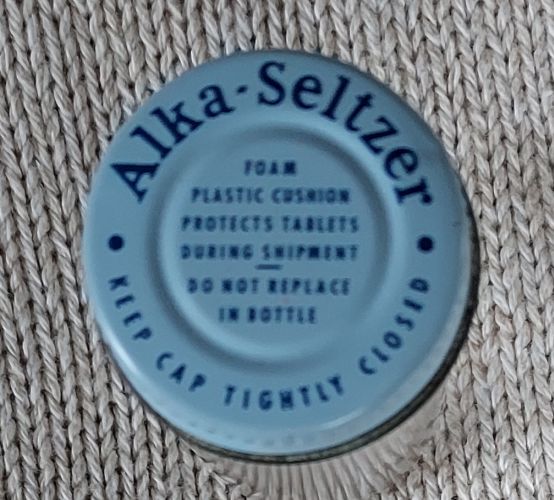 Alka-Seltzer
FOAM
PLASTIC CUSHION
PROTECTS TABLETS
DURING SHIPMENT
DO NOT REPLACE
IN BOTTLE
KEEP CAP TIGHTLY CLOSED